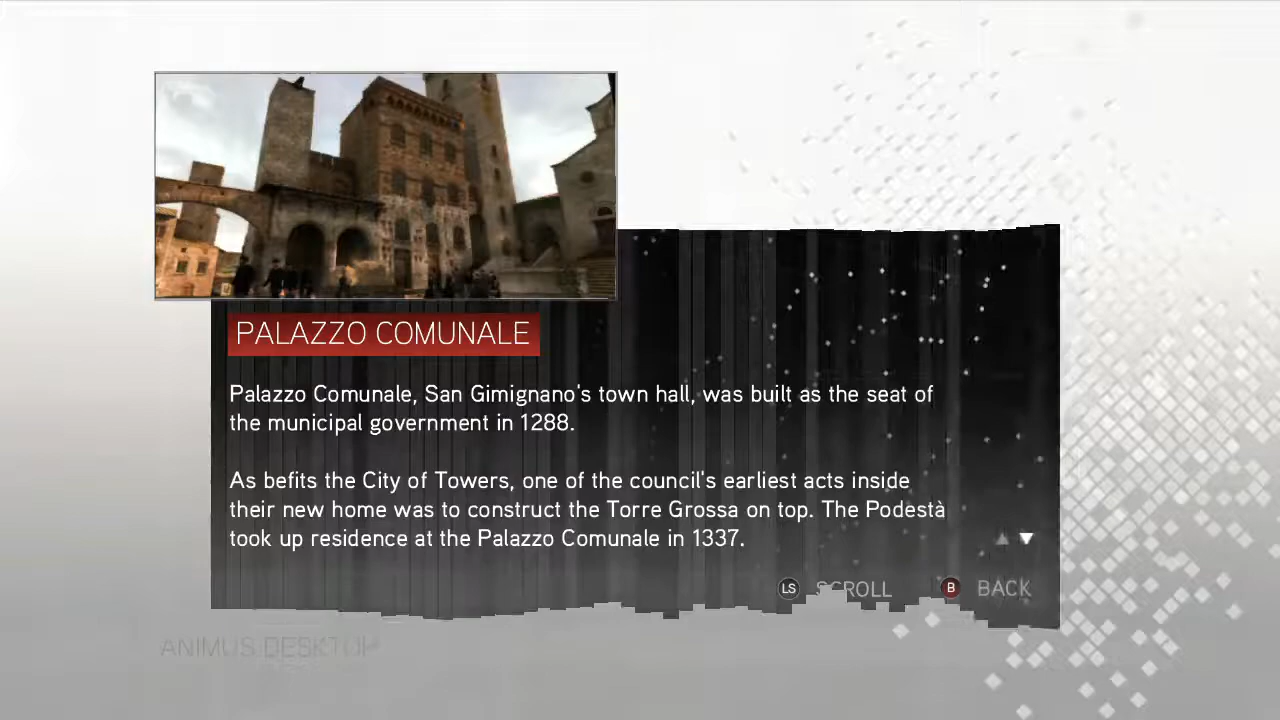 PALAZZO COMUNALE
Palazzo Comunale, San Gimignano's town hall, was built as the seat of
the municipal government in 1288.
As befits the City of Towers, one of the council's earliest acts inside
their new home was to construct the Torre Grossa on top. The Podestà
took up residence at the Palazzo Comunale in 1337.
LS SCROLL B BACK
ANIMUS DESKTOP